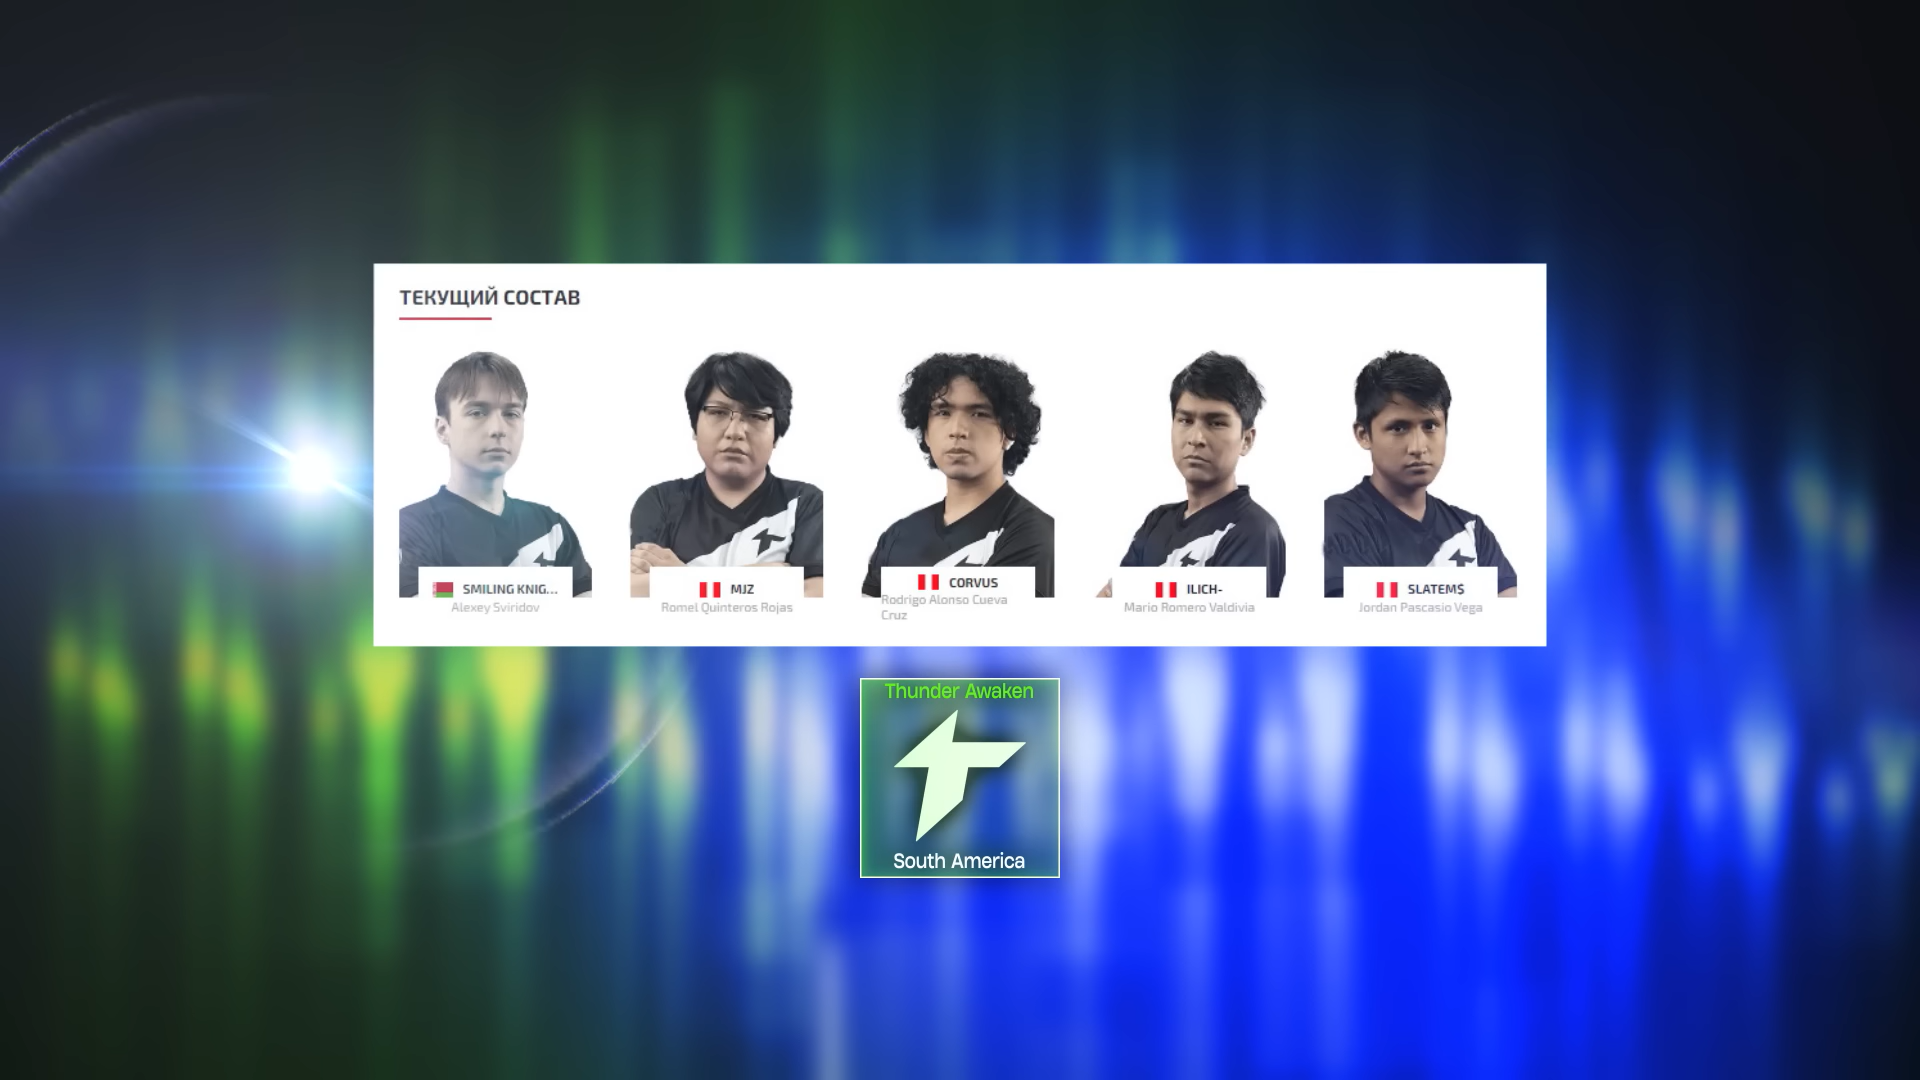 ТЕКУЩИЙ СОСТАВ
SMILING KNIG...
Alexey Sviridov
MJZ
Romel Quinteros Rojas
CORVUS
Rodrigo Alonso Cueva
Cruz
ILICH-
Mario Romero Valdivia
SLATEM$
Jordan Pascasio Vega
Thunder Awaken
South America